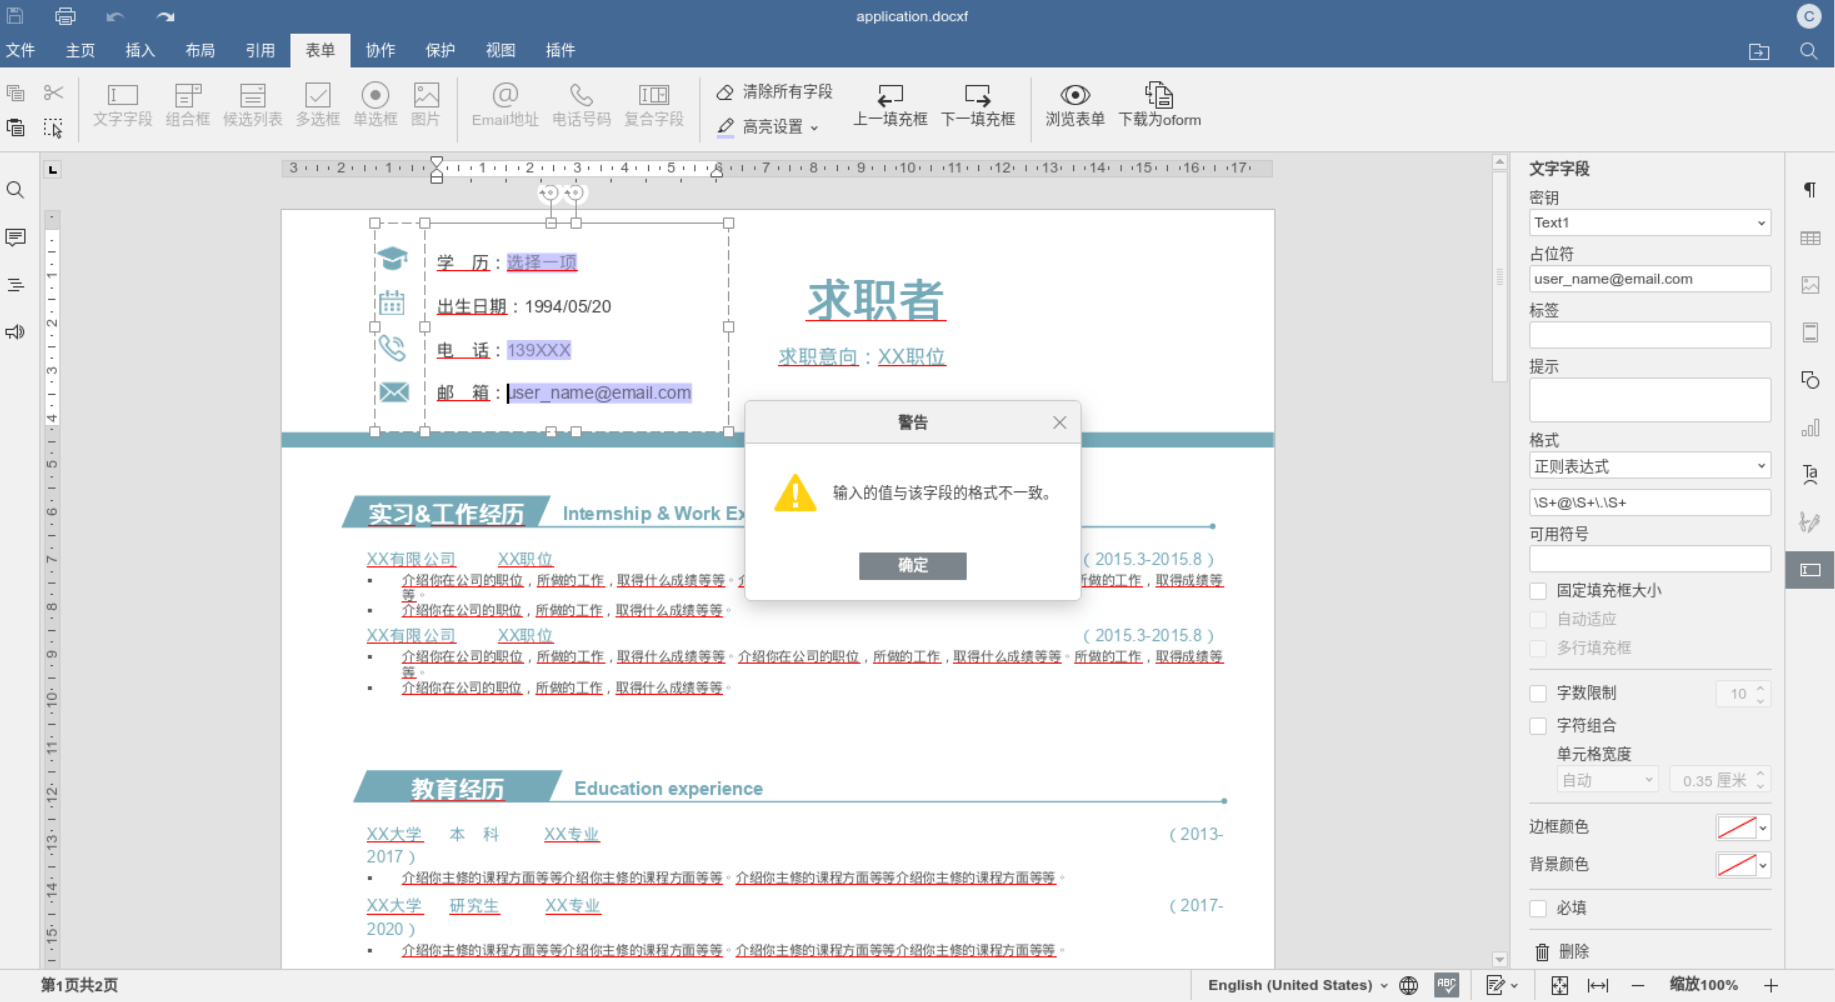 application.docxf
C
文件 主页 插入 布局 引用 表单 协作 保护 视图 插件
文字字段 组合框 候选列表 多选框 单选框 图片 Email地址 电话号码 复合字段
清除所有字段
高亮设置
上一填充框 下一填充框 浏览表单 下载为oform
3 2 1 1 2 3 4 5 6 7 8 9 10 11 12 13 14 15 16 17
1 2 3 4 5 6 7 8 9 10 11 12 13 14 15
学 历：选择一项
出生日期：1994/05/20
电 话：139XXX
邮 箱：user_name@email.com
求职者
求职意向：XX职位
警告
输入的值与该字段的格式不一致。
确定
实习&工作经历 Internship & Work Ex
XX有限公司 XX职位 （2015.3-2015.8）
介绍你在公司的职位，所做的工作，取得什么成绩等等。 所做的工作，取得成绩等
等。
介绍你在公司的职位，所做的工作，取得什么成绩等等。
XX有限公司 XX职位 （2015.3-2015.8）
介绍你在公司的职位，所做的工作，取得什么成绩等等。介绍你在公司的职位，所做的工作，取得什么成绩等等。所做的工作，取得成绩等
等。
介绍你在公司的职位，所做的工作，取得什么成绩等等。
教育经历 Education experience
XX大学 本 科 XX专业 （2013-
2017）
介绍你主修的课程方面等等介绍你主修的课程方面等等。介绍你主修的课程方面等等介绍你主修的课程方面等等。
XX大学 研究生 XX专业 （2017-
2020）
介绍你主修的课程方面等等介绍你主修的课程方面等等。介绍你主修的课程方面等等介绍你主修的课程方面等等。
文字字段
密钥
Text1
占位符
user_name@email.com
标签
提示
格式
正则表达式
\S+@\S+\.\S+
可用符号
固定填充框大小
自动适应
多行填充框
字数限制 10
字符组合
单元格宽度
自动 0.35 厘米
边框颜色
背景颜色
必填
删除
第1页共2页
English (United States) ABC 缩放100%